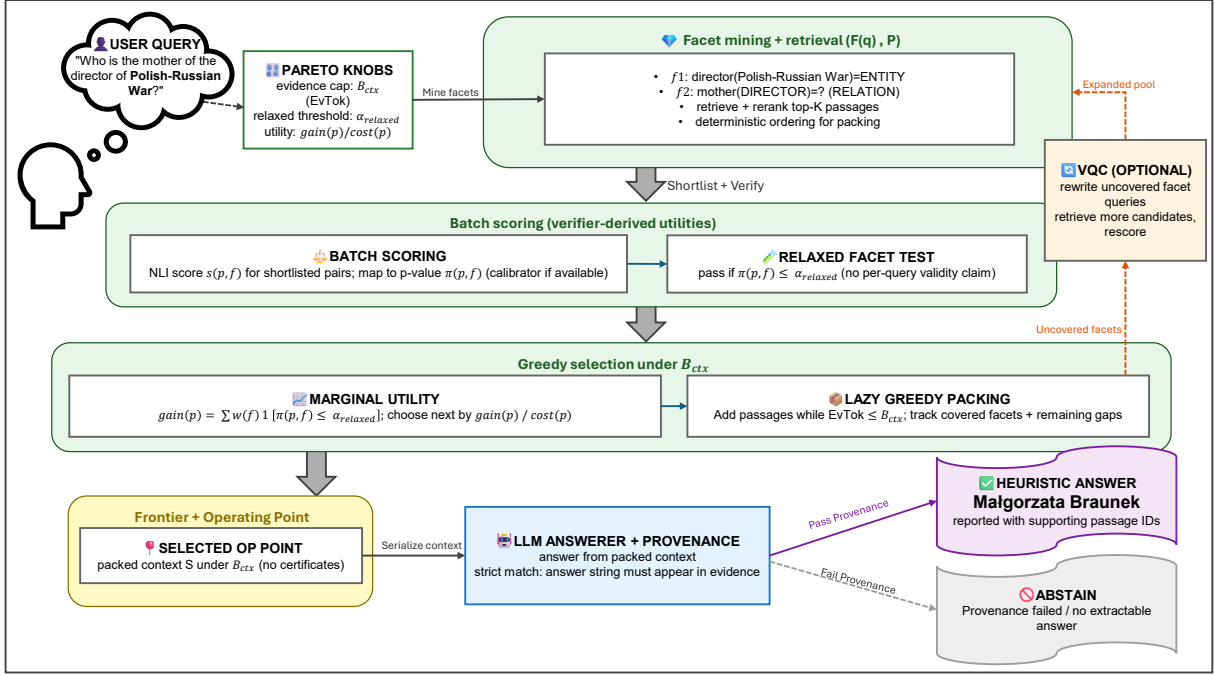 USER QUERY
"Who is the mother of the
director of Polish-Russian
War?"
PARETO KNOBS
evidence cap: B_ctx
(EvTok)
relaxed threshold: α_relaxed
utility: gain(p)/cost(p)
Mine facets
Facet mining + retrieval (F(q) , P)
• f1: director(Polish-Russian War)=ENTITY
• f2: mother(DIRECTOR)=? (RELATION)
• retrieve + rerank top-K passages
• deterministic ordering for packing
Expanded pool
VQC (OPTIONAL)
rewrite uncovered facet
queries
retrieve more candidates,
rescore
Shortlist + Verify
Batch scoring (verifier-derived utilities)
BATCH SCORING
NLI score s(p,f) for shortlisted pairs; map to p-value π(p,f) (calibrator if available)
RELAXED FACET TEST
pass if π(p,f) ≤ α_relaxed (no per-query validity claim)
Uncovered facets
Greedy selection under B_ctx
MARGINAL UTILITY
gain(p) = ∑ w(f) 1 [π(p,f) ≤ α_relaxed]; choose next by gain(p) / cost(p)
LAZY GREEDY PACKING
Add passages while EvTok ≤ B_ctx; track covered facets + remaining gaps
Frontier + Operating Point
SELECTED OP POINT
packed context S under B_ctx (no certificates)
Serialize context
LLM ANSWERER + PROVENANCE
answer from packed context
strict match: answer string must appear in evidence
Pass Provenance
Fail Provenance
HEURISTIC ANSWER
Małgorzata Braunek
reported with supporting passage IDs
ABSTAIN
Provenance failed / no extractable
answer